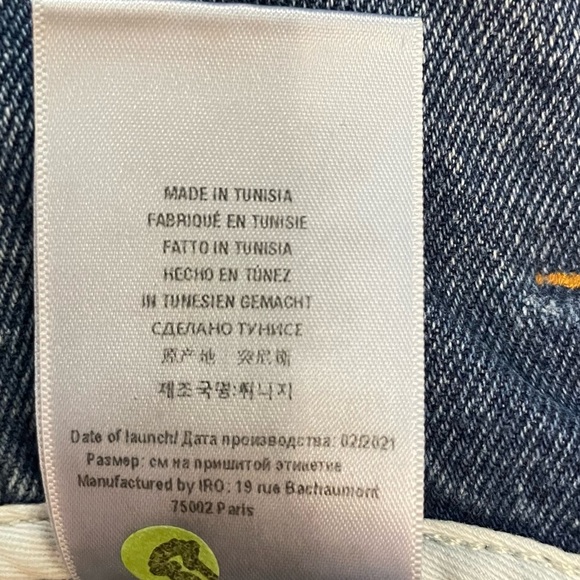 MADE IN TUNISIA
FABRIQUÉ EN TUNISIE
FATTO IN TUNISIA
HECHO EN TÚNEZ
IN TUNESIEN GEMACHT
СДЕЛАНО ТУНИСЕ
原产地 : 突尼斯
제조국명:튀니지
Date of launch/ Дата производства: 02/2021
Размер: см на пришитой этикетке
Manufactured by IRO: 19 rue Bachaumont
75002 Paris